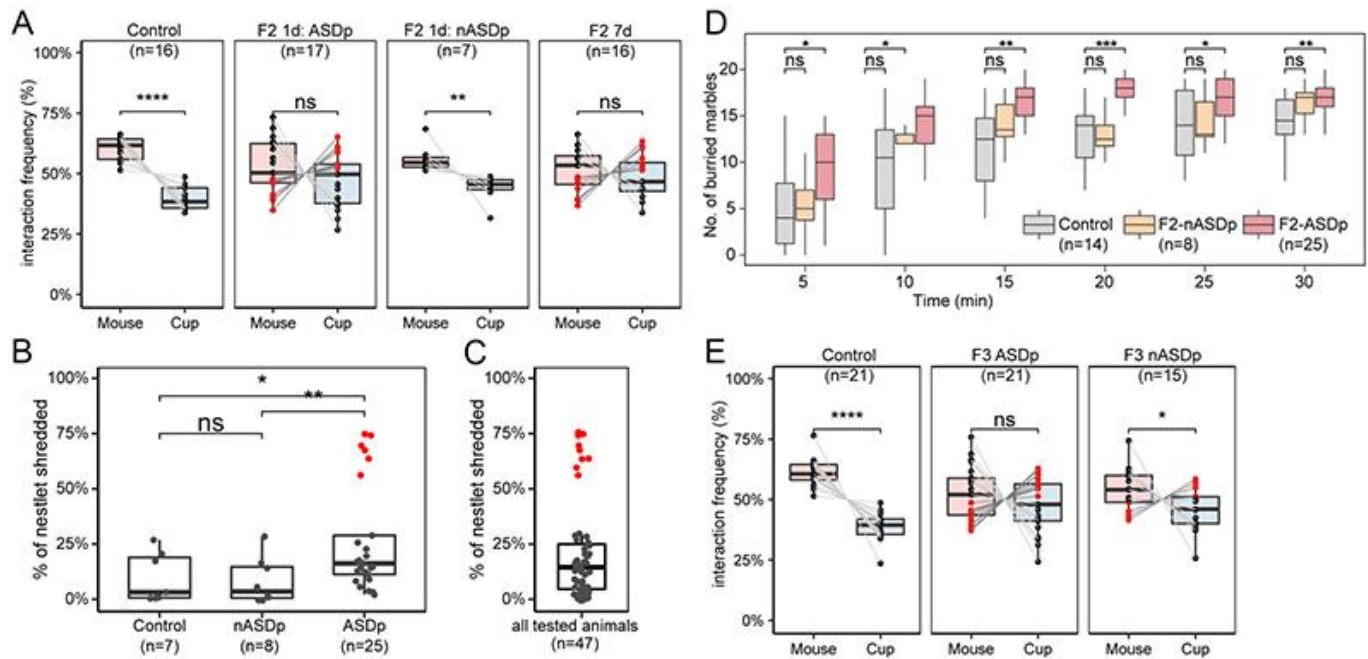 A
Control
(n=16)
F2 1d: ASDp
(n=17)
F2 1d: nASDp
(n=7)
F2 7d
(n=16)
interaction frequency (%)
100%
75%
50%
25%
0%
****
ns
**
ns
Mouse Cup
Mouse Cup
Mouse Cup
Mouse Cup
D
No. of burried marbles
20
15
10
5
0
* * ** *** * **
ns ns ns ns ns ns
Control
(n=14)
F2-nASDp
(n=8)
F2-ASDp
(n=25)
5 10 15 20 25 30
Time (min)
B
% of nestlet shredded
100%
75%
50%
25%
0%
*
**
ns
Control
(n=7)
nASDp
(n=8)
ASDp
(n=25)
C
% of nestlet shredded
100%
75%
50%
25%
0%
all tested animals
(n=47)
E
Control
(n=21)
F3 ASDp
(n=21)
F3 nASDp
(n=15)
interaction frequency (%)
100%
75%
50%
25%
0%
****
ns
*
Mouse Cup
Mouse Cup
Mouse Cup